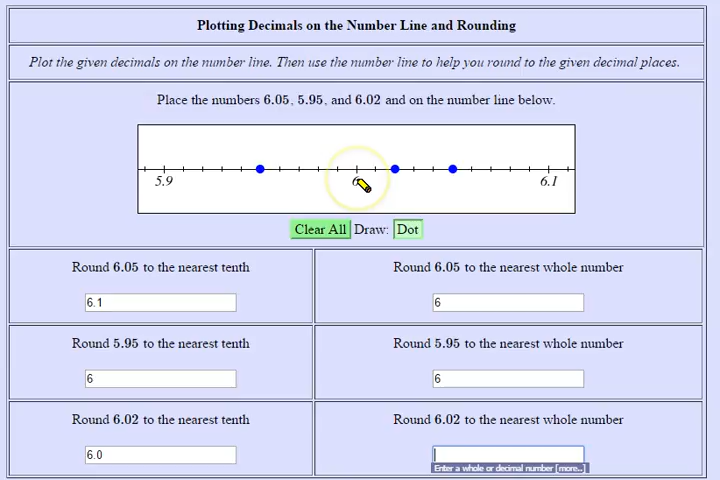 Plotting Decimals on the Number Line and Rounding
Plot the given decimals on the number line. Then use the number line to help you round to the given decimal places.
Place the numbers 6.05, 5.95, and 6.02 and on the number line below.
5.9 6 6.1
Clear All Draw: Dot
Round 6.05 to the nearest tenth
6.1
Round 6.05 to the nearest whole number
6
Round 5.95 to the nearest tenth
6
Round 5.95 to the nearest whole number
6
Round 6.02 to the nearest tenth
6.0
Round 6.02 to the nearest whole number
Enter a whole or decimal number [more..]